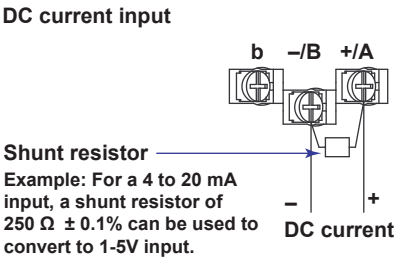 DC current input
b –/B +/A
Shunt resistor
Example: For a 4 to 20 mA
input, a shunt resistor of
250 Ω ± 0.1% can be used to
convert to 1-5V input.
– +
DC current